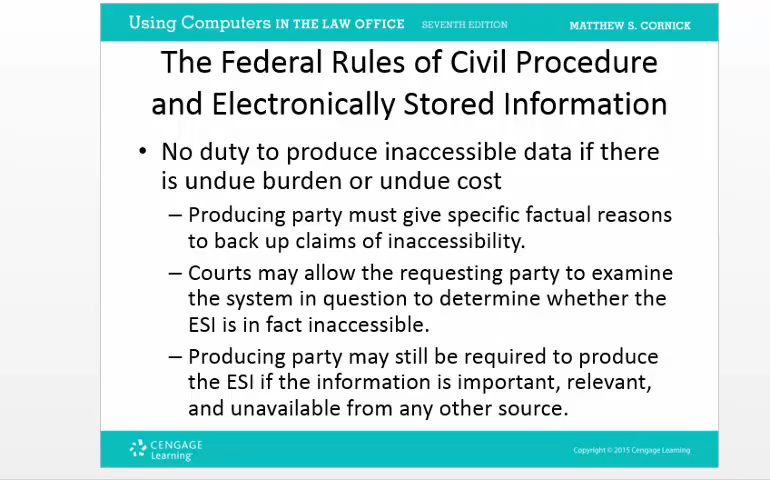 Using Computers IN THE LAW OFFICE SEVENTH EDITION MATTHEW S. CORNICK
The Federal Rules of Civil Procedure
and Electronically Stored Information
• No duty to produce inaccessible data if there
is undue burden or undue cost
– Producing party must give specific factual reasons
to back up claims of inaccessibility.
– Courts may allow the requesting party to examine
the system in question to determine whether the
ESI is in fact inaccessible.
– Producing party may still be required to produce
the ESI if the information is important, relevant,
and unavailable from any other source.
CENGAGE
Learning
Copyright © 2015 Cengage Learning